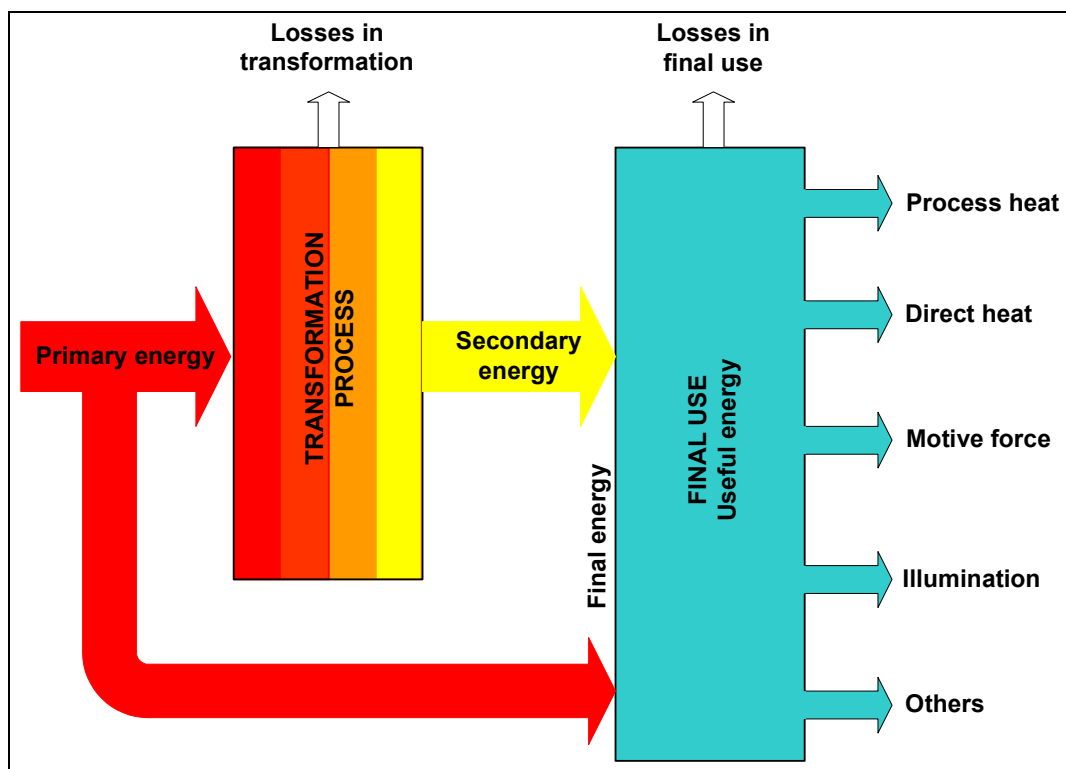 Losses in
transformation
Losses in
final use
Process heat
Direct heat
Primary energy
TRANSFORMATION
PROCESS
Secondary
energy
Final energy
FINAL USE
Useful energy
Motive force
Illumination
Others